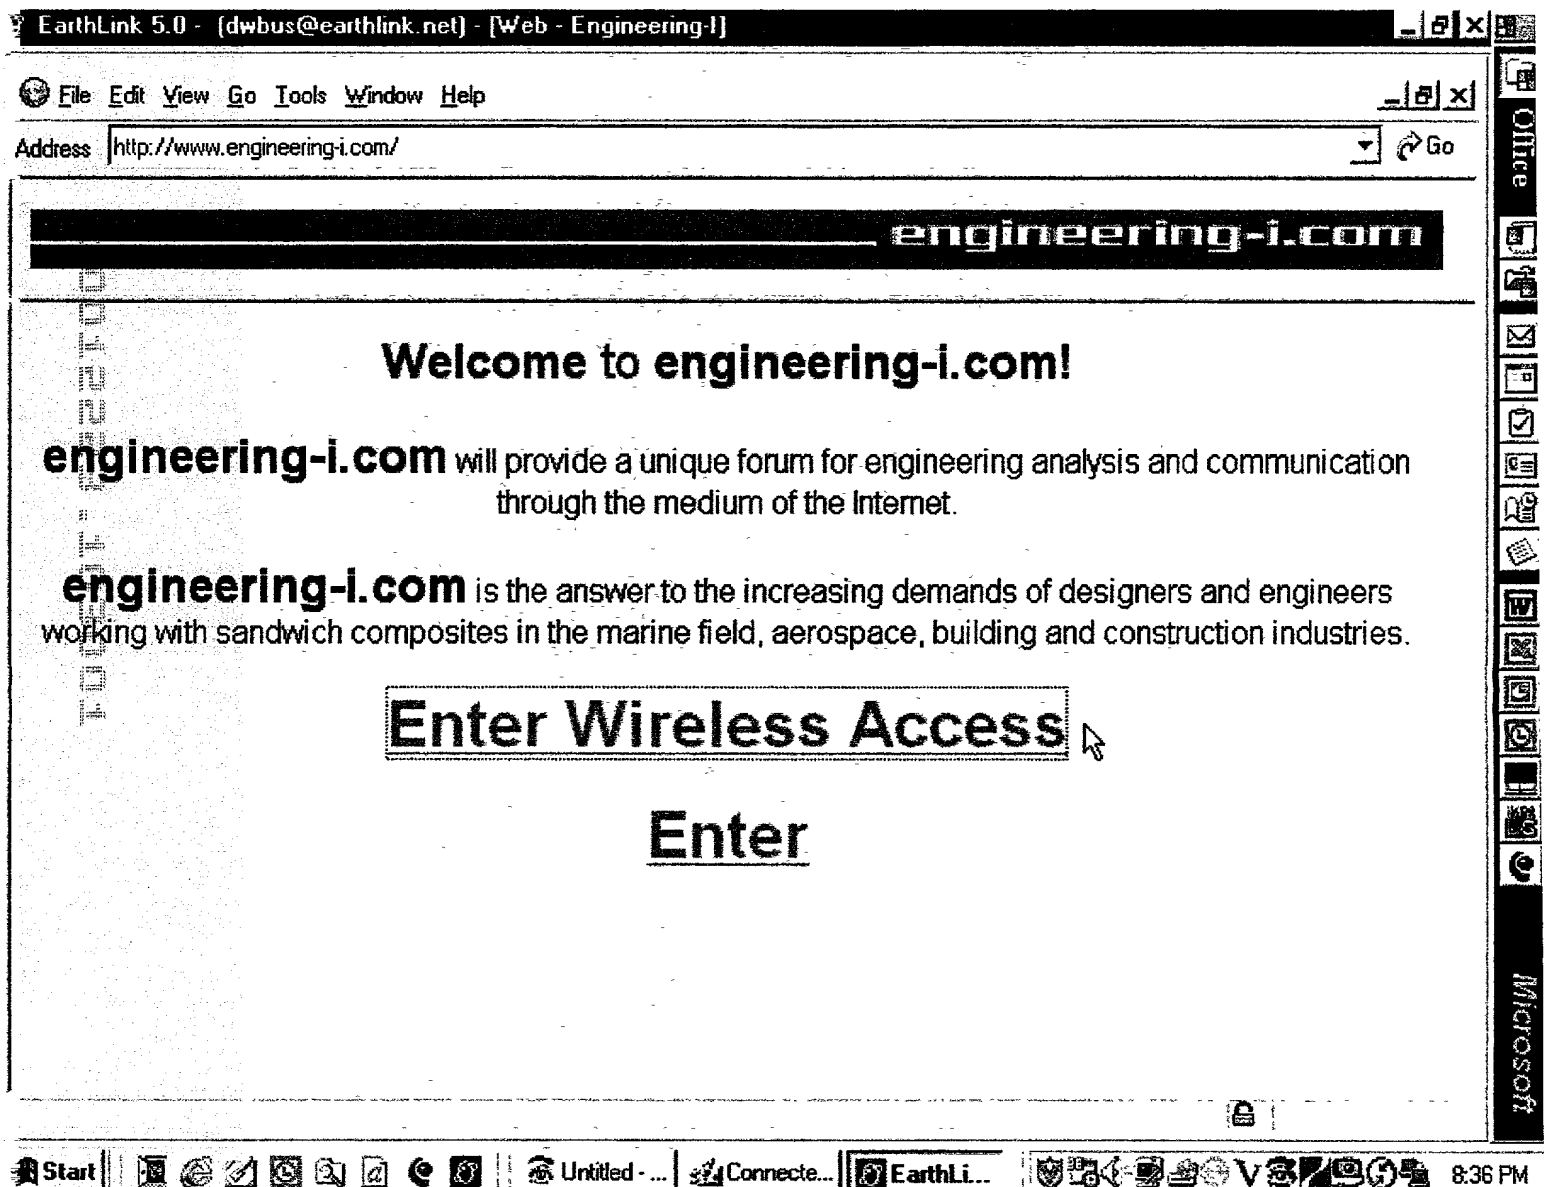 EarthLink 5.0 - (dwbus@earthlink.net) - [Web - Engineering-I]
File Edit View Go Tools Window Help
Address http://www.engineering-i.com/ Go
engineering-i.com
Welcome to engineering-i.com!
engineering-i.com will provide a unique forum for engineering analysis and communication
through the medium of the Internet.
engineering-i.com is the answer to the increasing demands of designers and engineers
working with sandwich composites in the marine field, aerospace, building and construction industries.
Enter Wireless Access
Enter
Office
Microsoft
Start Untitled - ... Connecte... EarthLi... 8:36 PM